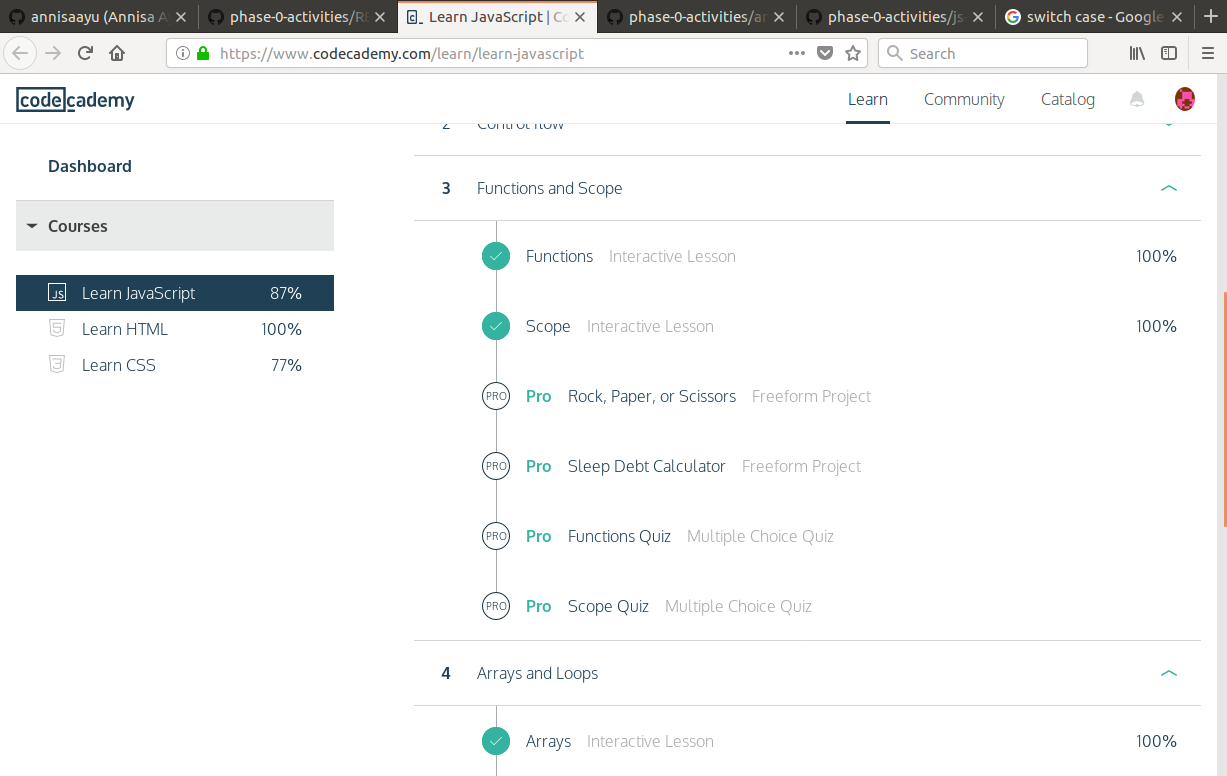 annisaayu (Annisa A
phase-0-activities/RE
Learn JavaScript | Co
phase-0-activities/ar
phase-0-activities/js
switch case - Google
https://www.codecademy.com/learn/learn-javascript
Search
codecademy
Learn
Community
Catalog
2 Control flow
Dashboard
3 Functions and Scope
Courses
Functions Interactive Lesson 100%
JS Learn JavaScript 87%
Scope Interactive Lesson 100%
Learn HTML 100%
Learn CSS 77%
PRO Pro Rock, Paper, or Scissors Freeform Project
PRO Pro Sleep Debt Calculator Freeform Project
PRO Pro Functions Quiz Multiple Choice Quiz
PRO Pro Scope Quiz Multiple Choice Quiz
4 Arrays and Loops
Arrays Interactive Lesson 100%